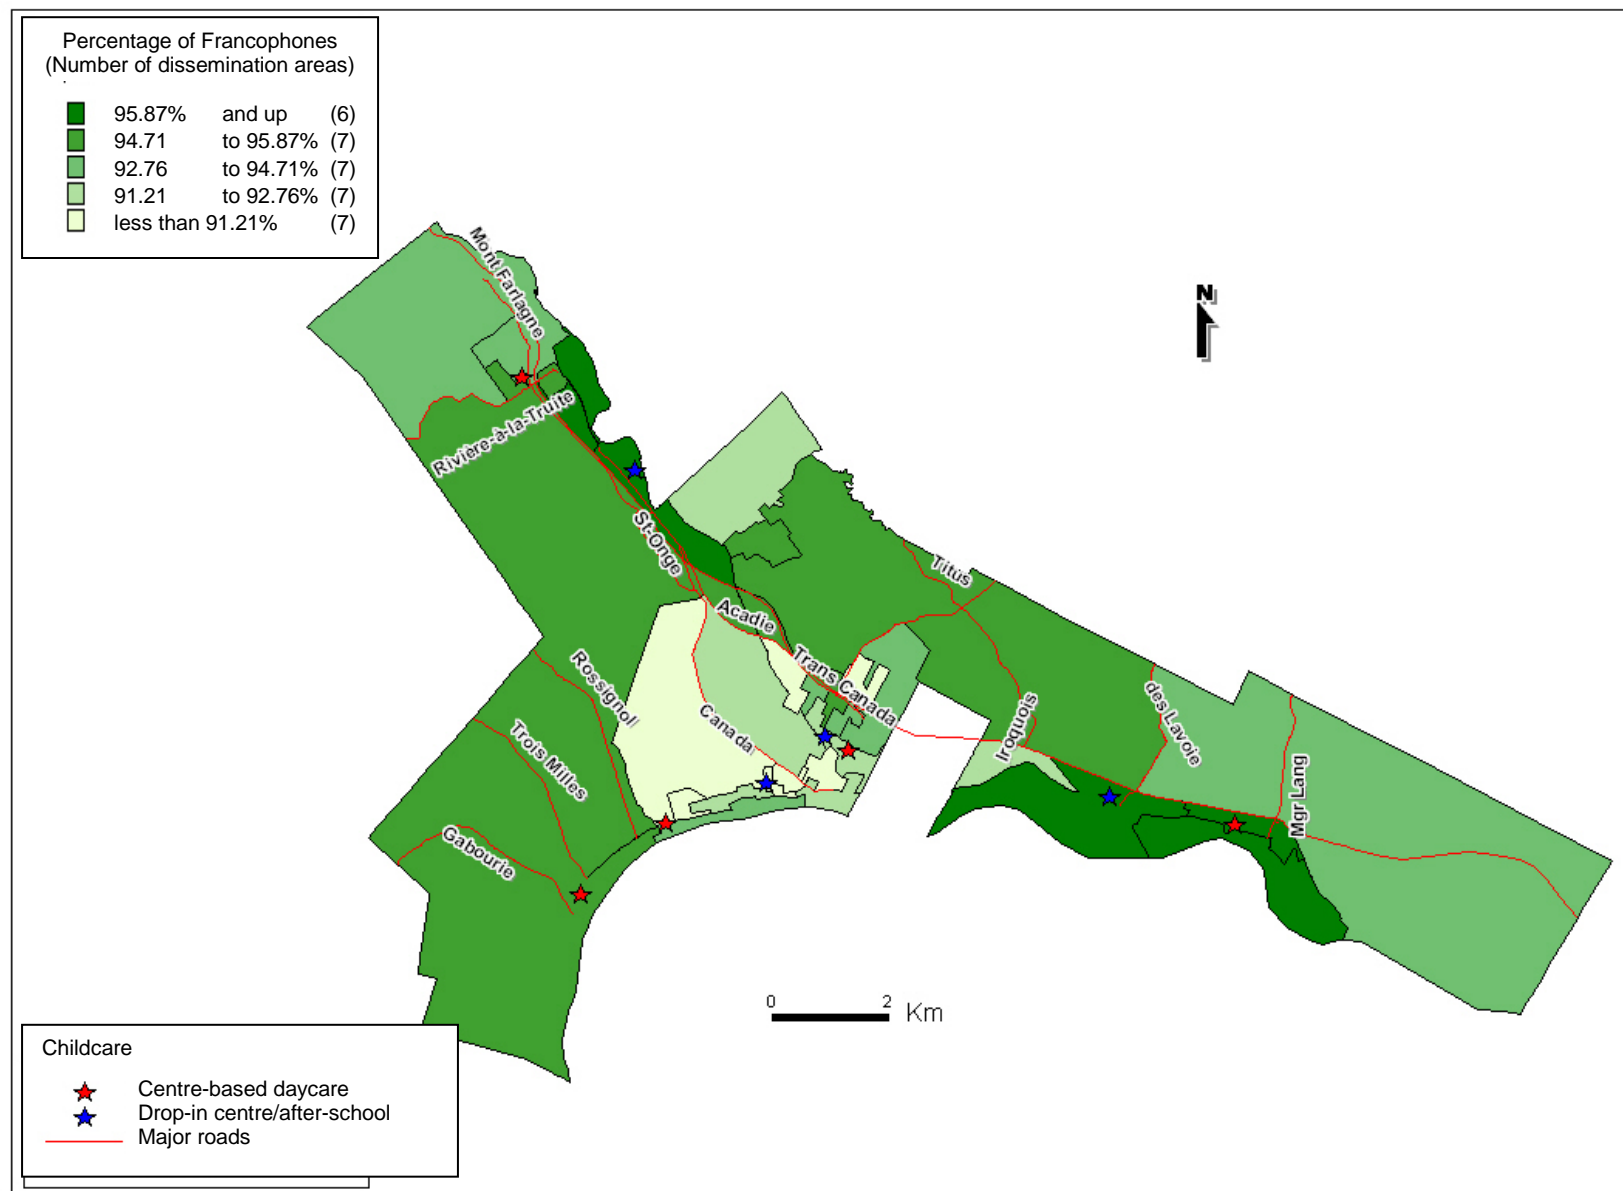 Percentage of Francophones
(Number of dissemination areas)
95.87% and up (6)
94.71 to 95.87% (7)
92.76 to 94.71% (7)
91.21 to 92.76% (7)
less than 91.21% (7)
Mont Farlagne
N
Rivière-à-la-Truite
St-Onge
Titus
Acadie
Trans Canada
Rossignol
Iroquois
des Lavoie
Canada
Trois Milles
Mgr Lang
Gabourie
0 2 Km
Childcare
Centre-based daycare
Drop-in centre/after-school
Major roads